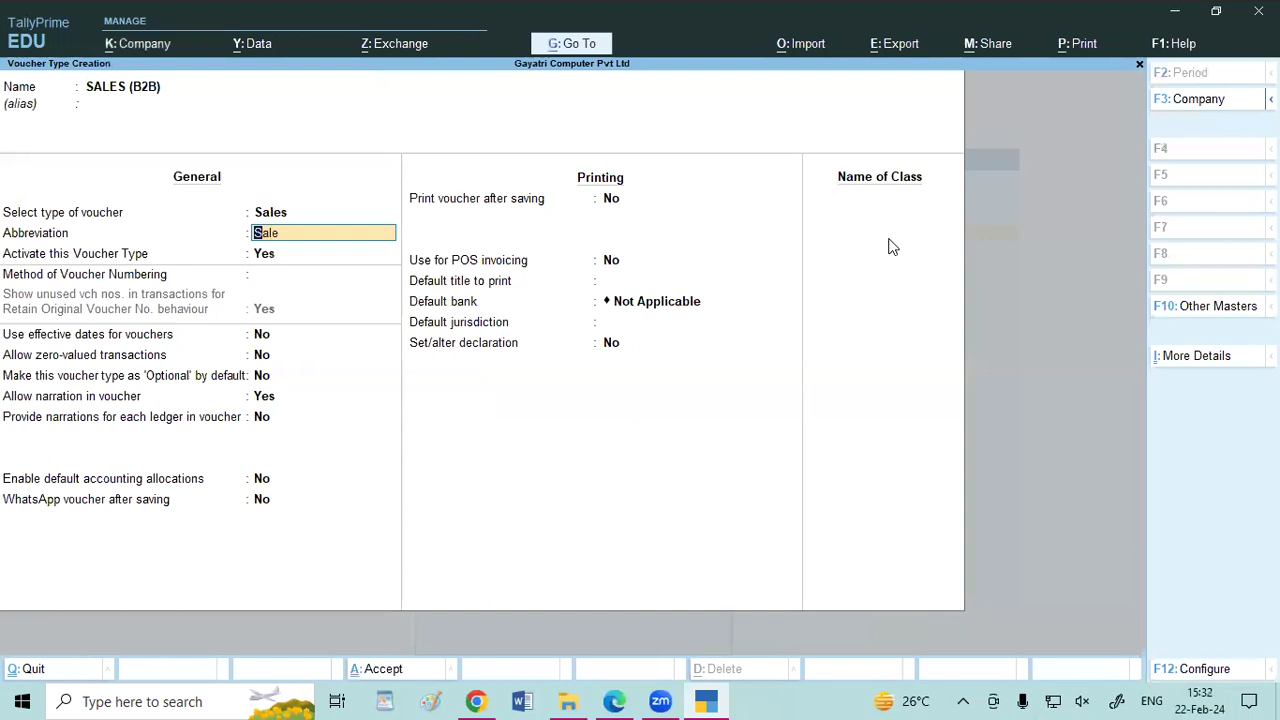 TallyPrime
EDU
MANAGE
K: Company
Y: Data
Z: Exchange
G: Go To
O: Import
E: Export
M: Share
P: Print
F1: Help
Voucher Type Creation
Gayatri Computer Pvt Ltd
×
Name : SALES (B2B)
(alias) :
General
Select type of voucher : Sales
Abbreviation : Sale
Activate this Voucher Type : Yes
Method of Voucher Numbering :
Show unused vch nos. in transactions for
Retain Original Voucher No. behaviour : Yes
Use effective dates for vouchers : No
Allow zero-valued transactions : No
Make this voucher type as 'Optional' by default: No
Allow narration in voucher : Yes
Provide narrations for each ledger in voucher : No
Enable default accounting allocations : No
WhatsApp voucher after saving : No
Printing
Print voucher after saving : No
Use for POS invoicing : No
Default title to print :
Default bank : ♦ Not Applicable
Default jurisdiction :
Set/alter declaration : No
Name of Class
F2: Period
F3: Company
F4
F5
F6
F7
F8
F9
F10: Other Masters
I: More Details
F12: Configure
Q: Quit
A: Accept
D: Delete
Type here to search
26°C
ENG
15:32
22-Feb-24